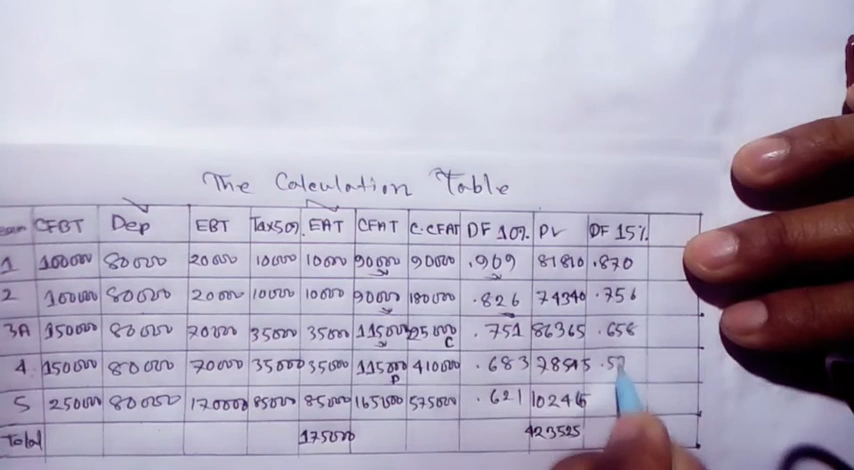 The Calculation Table
CFBT Dep EBT Tax50% EAT CFAT C.CFAT DF 10% PV DF 15%
1 100000 80000 20000 10000 10000 90000 90000 .909 81810 .870
2 100000 80000 20000 10000 10000 90000 180000 .826 74340 .756
3A 150000 80000 70000 35000 35000 115000 295000 C .751 86365 .658
4 150000 80000 70000 35000 35000 115000 D 410000 .683 78545 .57
5 250000 80000 170000 85000 85000 165000 575000 .621 102465
Total 175000 423525